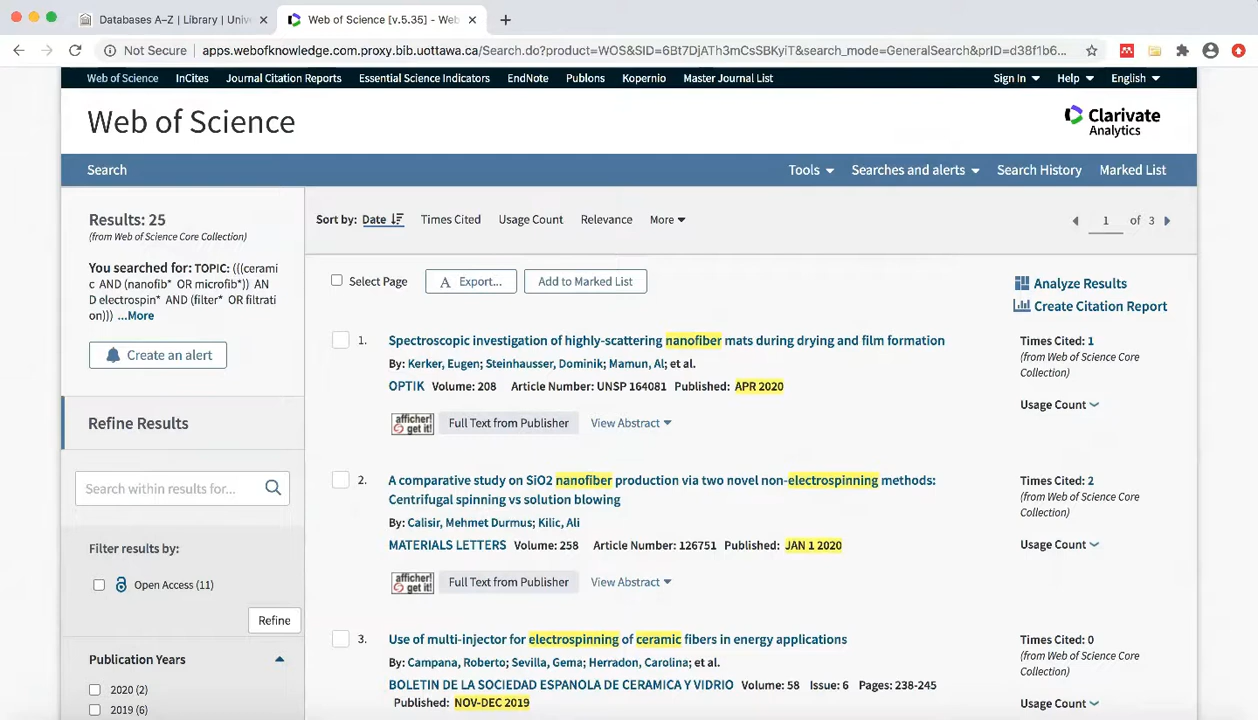 Databases A–Z | Library | Univ
Web of Science [v.5.35] - Web
Not Secure
apps.webofknowledge.com.proxy.bib.uottawa.ca/Search.do?product=WOS&SID=6Bt7DjATh3mCsSBKyiT&search_mode=GeneralSearch&prID=d38f1b6...
Web of Science InCites Journal Citation Reports Essential Science Indicators EndNote Publons Kopernio Master Journal List Sign In Help English
Web of Science
Clarivate
Analytics
Search Tools Searches and alerts Search History Marked List
Results: 25
(from Web of Science Core Collection)
You searched for: TOPIC: (((cerami
c AND (nanofib* OR microfib*)) AN
D electrospin* AND (filter* OR filtrati
on))) ...More
Create an alert
Refine Results
Search within results for...
Filter results by:
Open Access (11)
Refine
Publication Years
2020 (2)
2019 (6)
Sort by: Date Times Cited Usage Count Relevance More
1 of 3
Select Page Export... Add to Marked List
Analyze Results
Create Citation Report
1. Spectroscopic investigation of highly-scattering nanofiber mats during drying and film formation
By: Kerker, Eugen; Steinhausser, Dominik; Mamun, Al; et al.
OPTIK Volume: 208 Article Number: UNSP 164081 Published: APR 2020
afficher!
get it!
Full Text from Publisher View Abstract
Times Cited: 1
(from Web of Science Core
Collection)
Usage Count
2. A comparative study on SiO2 nanofiber production via two novel non-electrospinning methods:
Centrifugal spinning vs solution blowing
By: Calisir, Mehmet Durmus; Kilic, Ali
MATERIALS LETTERS Volume: 258 Article Number: 126751 Published: JAN 1 2020
afficher!
get it!
Full Text from Publisher View Abstract
Times Cited: 2
(from Web of Science Core
Collection)
Usage Count
3. Use of multi-injector for electrospinning of ceramic fibers in energy applications
By: Campana, Roberto; Sevilla, Gema; Herradon, Carolina; et al.
BOLETIN DE LA SOCIEDAD ESPANOLA DE CERAMICA Y VIDRIO Volume: 58 Issue: 6 Pages: 238-245
Published: NOV-DEC 2019
Times Cited: 0
(from Web of Science Core
Collection)
Usage Count